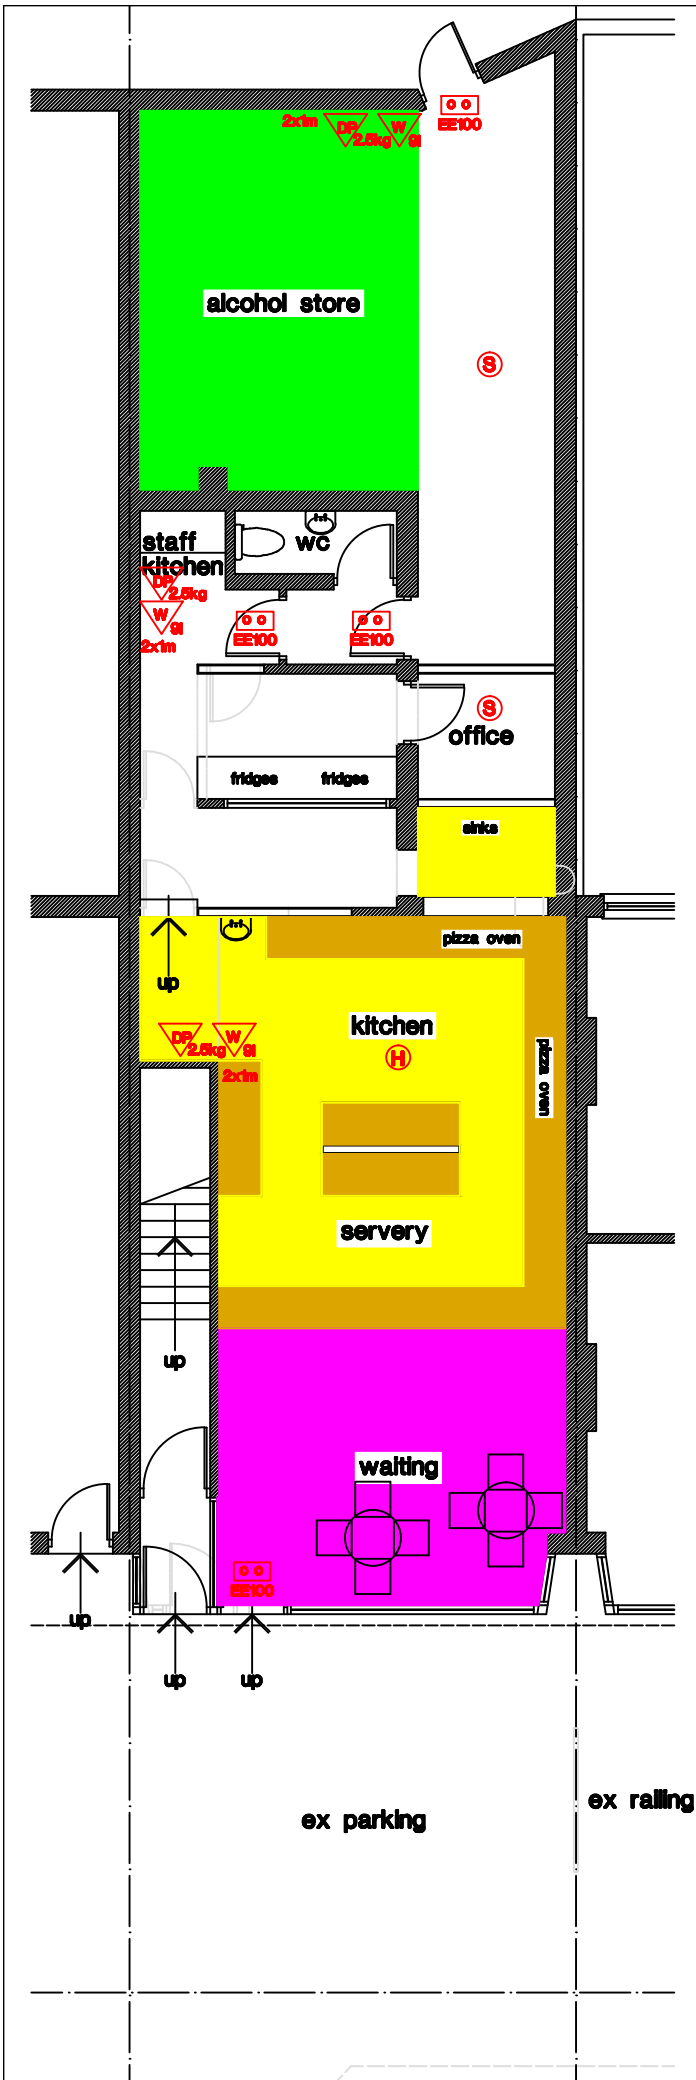 2x1m
DP
2.5kg
W
9l
EE100
alcohol store
S
staff
kitchen
wc
DP
2.5kg
W
9l
2x1m
EE100
EE100
S
office
fridges
fridges
sinks
pizza oven
up
kitchen
DP
2.5kg
W
9l
H
2x1m
pizza oven
servery
up
waiting
EE100
up
up
up
ex railing
ex parking